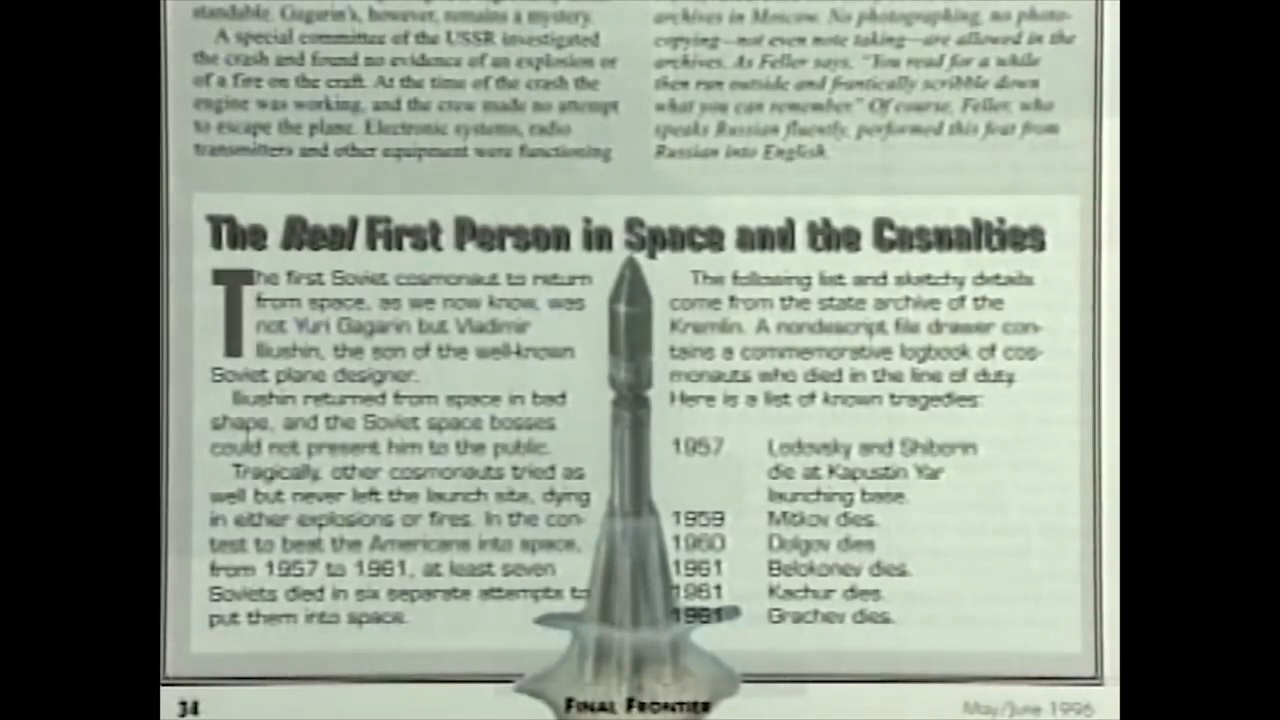 standable. Gagarin's, however, remains a mystery.
A special committee of the USSR investigated
the crash and found no evidence of an explosion or
of a fire on the craft. At the time of the crash the
engine was working, and the crew made no attempt
to escape the plane. Electronic systems, radio
transmitters and other equipment were functioning
archives in Moscow. No photographing, no photo-
copying—not even note taking—are allowed in the
archives. As Feller says, "You read for a while
then run outside and frantically scribble down
what you can remember." Of course, Feller, who
speaks Russian fluently, performed this feat from
Russian into English.
The Real First Person in Space and the Casualties
The first Soviet cosmonaut to return
from space, as we now know, was
not Yuri Gagarin but Vladimir
Iliushin, the son of the well-known
Soviet plane designer.
Iliushin returned from space in bad
shape, and the Soviet space bosses
could not present him to the public.
Tragically, other cosmonauts tried as
well but never left the launch site, dying
in either explosions or fires. In the con-
test to beat the Americans into space,
from 1957 to 1961, at least seven
Soviets died in six separate attempts to
put them into space.
The following list and sketchy details
come from the state archive of the
Kremlin. A nondescript file drawer con-
tains a commemorative logbook of cos-
monauts who died in the line of duty.
Here is a list of known tragedies:
1957 Ledovsky and Shiborin
die at Kapustin Yar
launching base.
1959 Mitkov dies.
1960 Dolgov dies
1961 Belokonev dies.
1961 Kachur dies.
1961 Grachev dies.
34
FINAL FRONTIER
May/June 1996